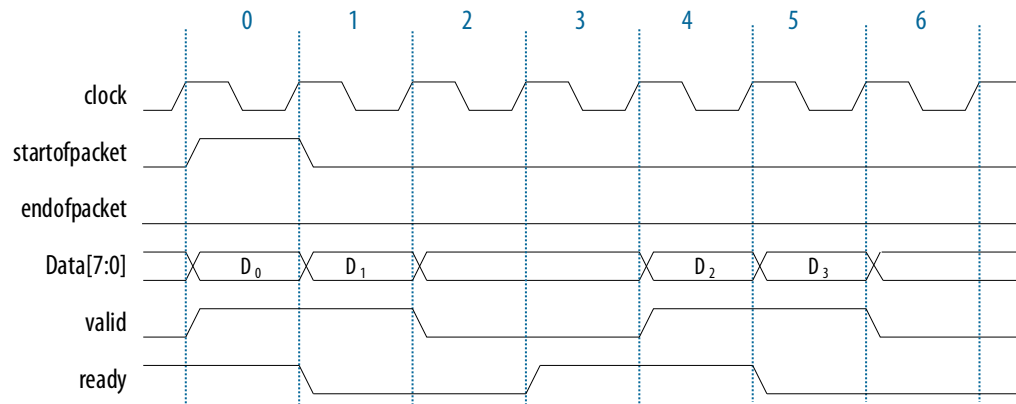 0 1 2 3 4 5 6
clock
startofpacket
endofpacket
Data[7:0] D₀ D₁ D₂ D₃
valid
ready